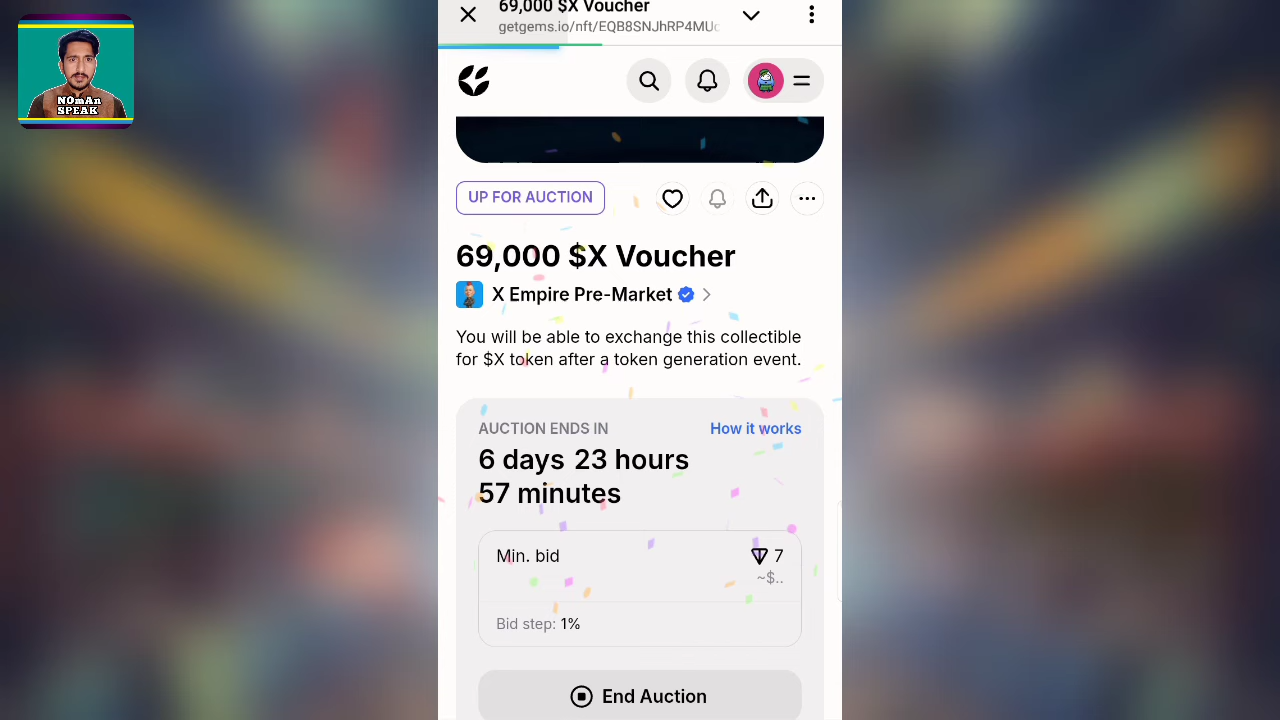 NOmAn
SPEAK
69,000 $X Voucher
getgems.io/nft/EQB8SNJhRP4MU
UP FOR AUCTION
69,000 $X Voucher
X Empire Pre-Market
You will be able to exchange this collectible
for $X token after a token generation event.
AUCTION ENDS IN
How it works
6 days 23 hours
57 minutes
Min. bid
7
~$..
Bid step: 1%
End Auction